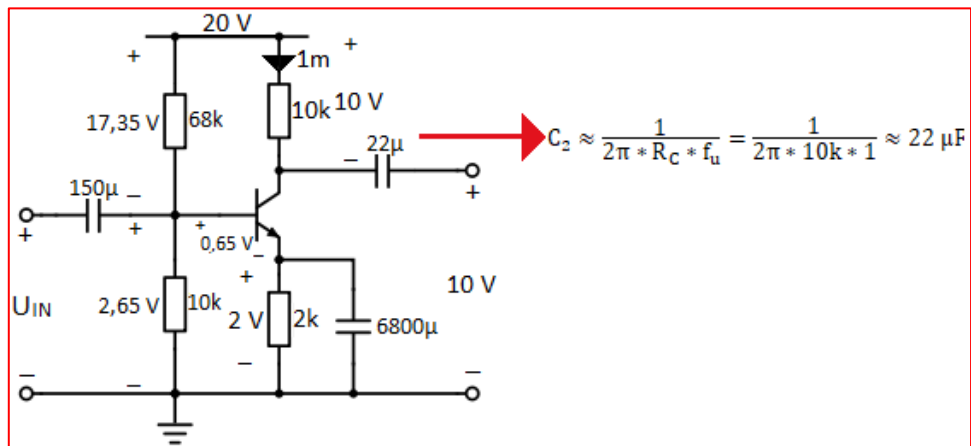 20 V
+
+
1m
17,35 V
68k
10k
10 V
22µ
C₂ ≈ 1 / (2π * R_C * f_u) = 1 / (2π * 10k * 1) ≈ 22 µF
150µ
−
−
+
+
+
+
0,65 V
−
U_IN
2,65 V
10k
+
2 V
2k
10 V
6800µ
−
−
−
−